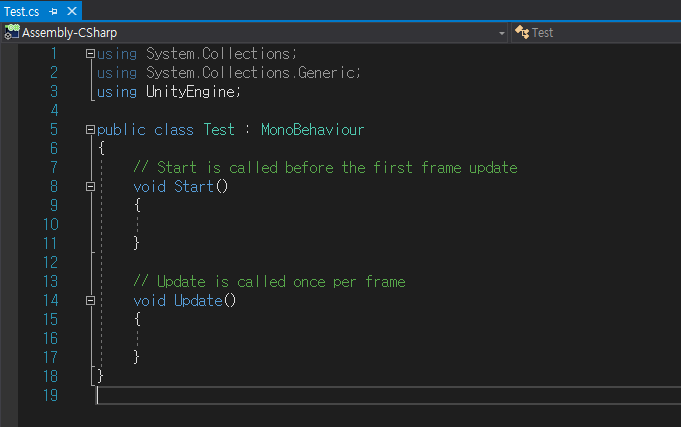 Test.cs
Assembly-CSharp
Test
1 using System.Collections;
2 using System.Collections.Generic;
3 using UnityEngine;
4
5 public class Test : MonoBehaviour
6 {
7 // Start is called before the first frame update
8 void Start()
9 {
10
11 }
12
13 // Update is called once per frame
14 void Update()
15 {
16
17 }
18 }
19